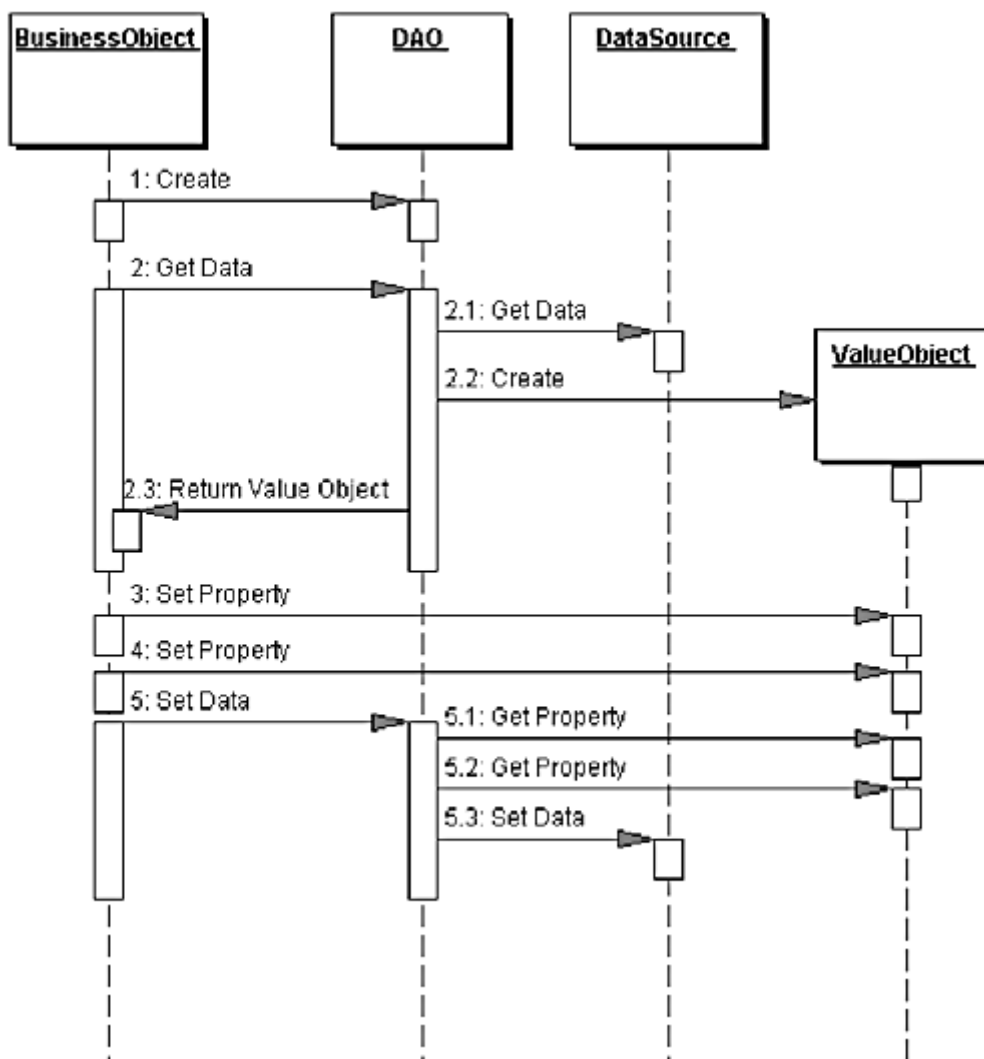 BusinessObject
DAO
DataSource
1: Create
2: Get Data
2.1: Get Data
ValueObject
2.2: Create
2.3: Return Value Object
3: Set Property
4: Set Property
5: Set Data
5.1: Get Property
5.2: Get Property
5.3: Set Data